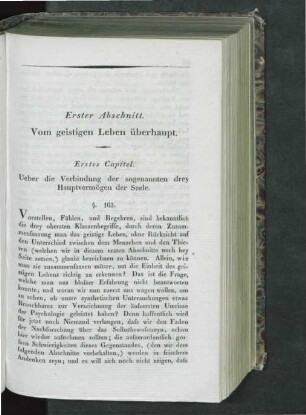 Erster Abschnitt.
Vom geistigen Leben überhaupt.
Erstes Capitel.
Ueber die Verbindung der sogenannten drey
Hauptvermögen der Seele.
§. 103.
Vorstellen, Fühlen, und Begehren, sind bekanntlich
die drey obersten Klassenbegriffe, durch deren Zusam-
menfassung man das geistige Leben, ohne Rücksicht auf
den Unterschied zwischen dem Menschen und den Thie-
ren (welchen wir in diesem ersten Abschnitte noch bey
Seite setzen,) glaubt bezeichnen zu können. Allein, wie
man sie zusammenfassen müsse, um die Einheit des gei-
stigen Lebens richtig zu erkennen? Das ist die Frage,
welche man aus bloßer Erfahrung nicht beantworten
konnte, und woran wir nun zuerst uns wagen wollen, um
zu sehen, ob unsre synthetischen Untersuchungen etwas
Brauchbares zur Verminderung der äußersten Unreinheit
der Psychologie geleistet haben? Denn hoffentlich wird
für jetzt noch Niemand verlangen, daß wir den Faden
der Nachforschung über das Selbstbewußtseyn, schon
hier wieder aufnehmen sollten; die außerordentlich gro-
ßen Schwierigkeiten dieses Gegenstandes, (den wir dem
folgenden Abschnitte vorbehalten,) werden in frischem
Andenken seyn; und es will sich noch nicht zeigen, daß